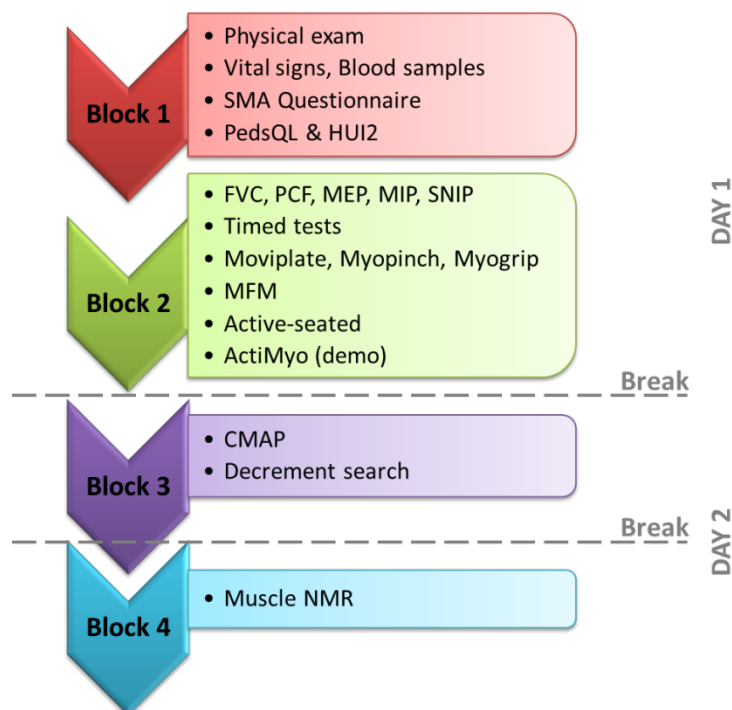 Block 1
• Physical exam
• Vital signs, Blood samples
• SMA Questionnaire
• PedsQL & HUI2
DAY 1
Block 2
• FVC, PCF, MEP, MIP, SNIP
• Timed tests
• Moviplate, Myopinch, Myogrip
• MFM
• Active-seated
• ActiMyo (demo)
Break
Block 3
• CMAP
• Decrement search
Break
DAY 2
Block 4
• Muscle NMR